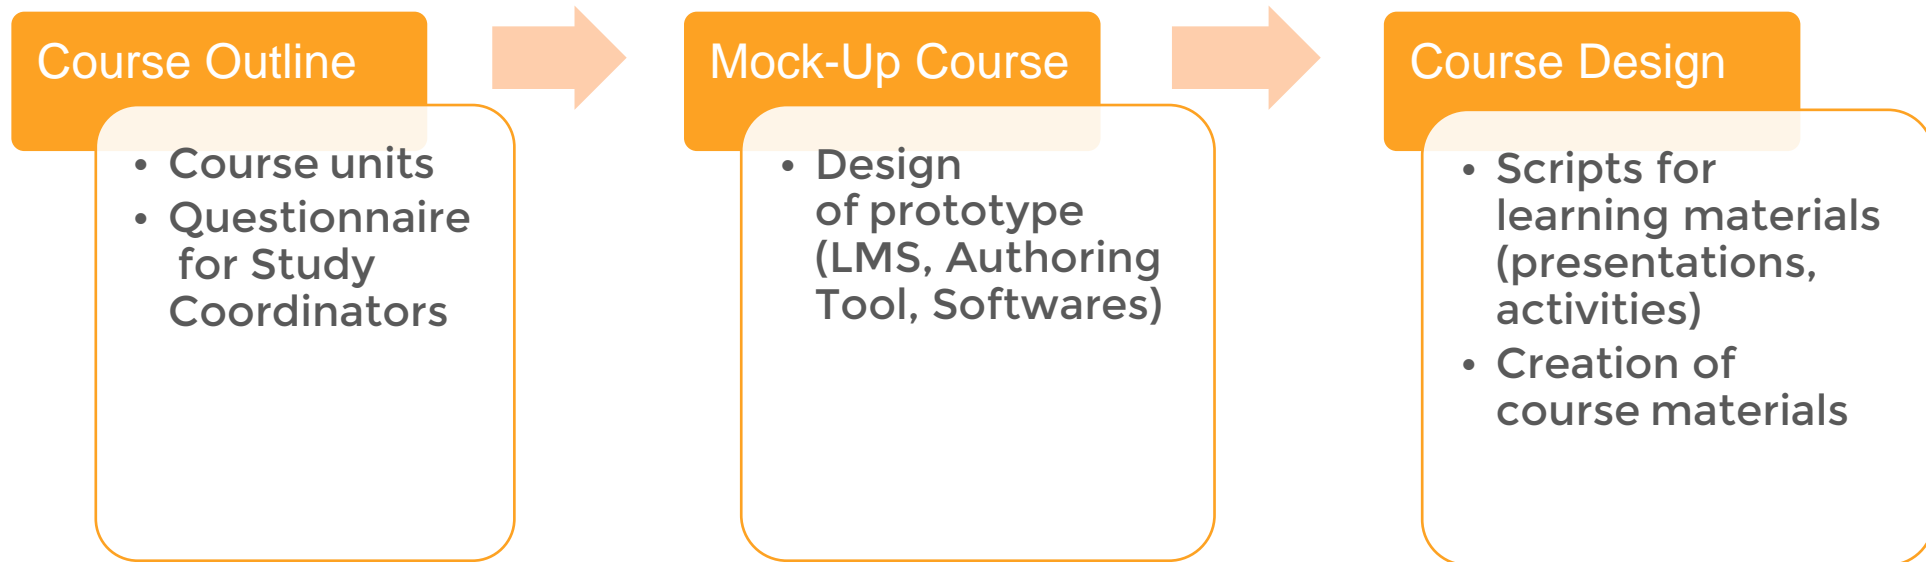 Course Outline
• Course units
• Questionnaire
for Study
Coordinators
Mock-Up Course
• Design
of prototype
(LMS, Authoring
Tool, Softwares)
Course Design
• Scripts for
learning materials
(presentations,
activities)
• Creation of
course materials